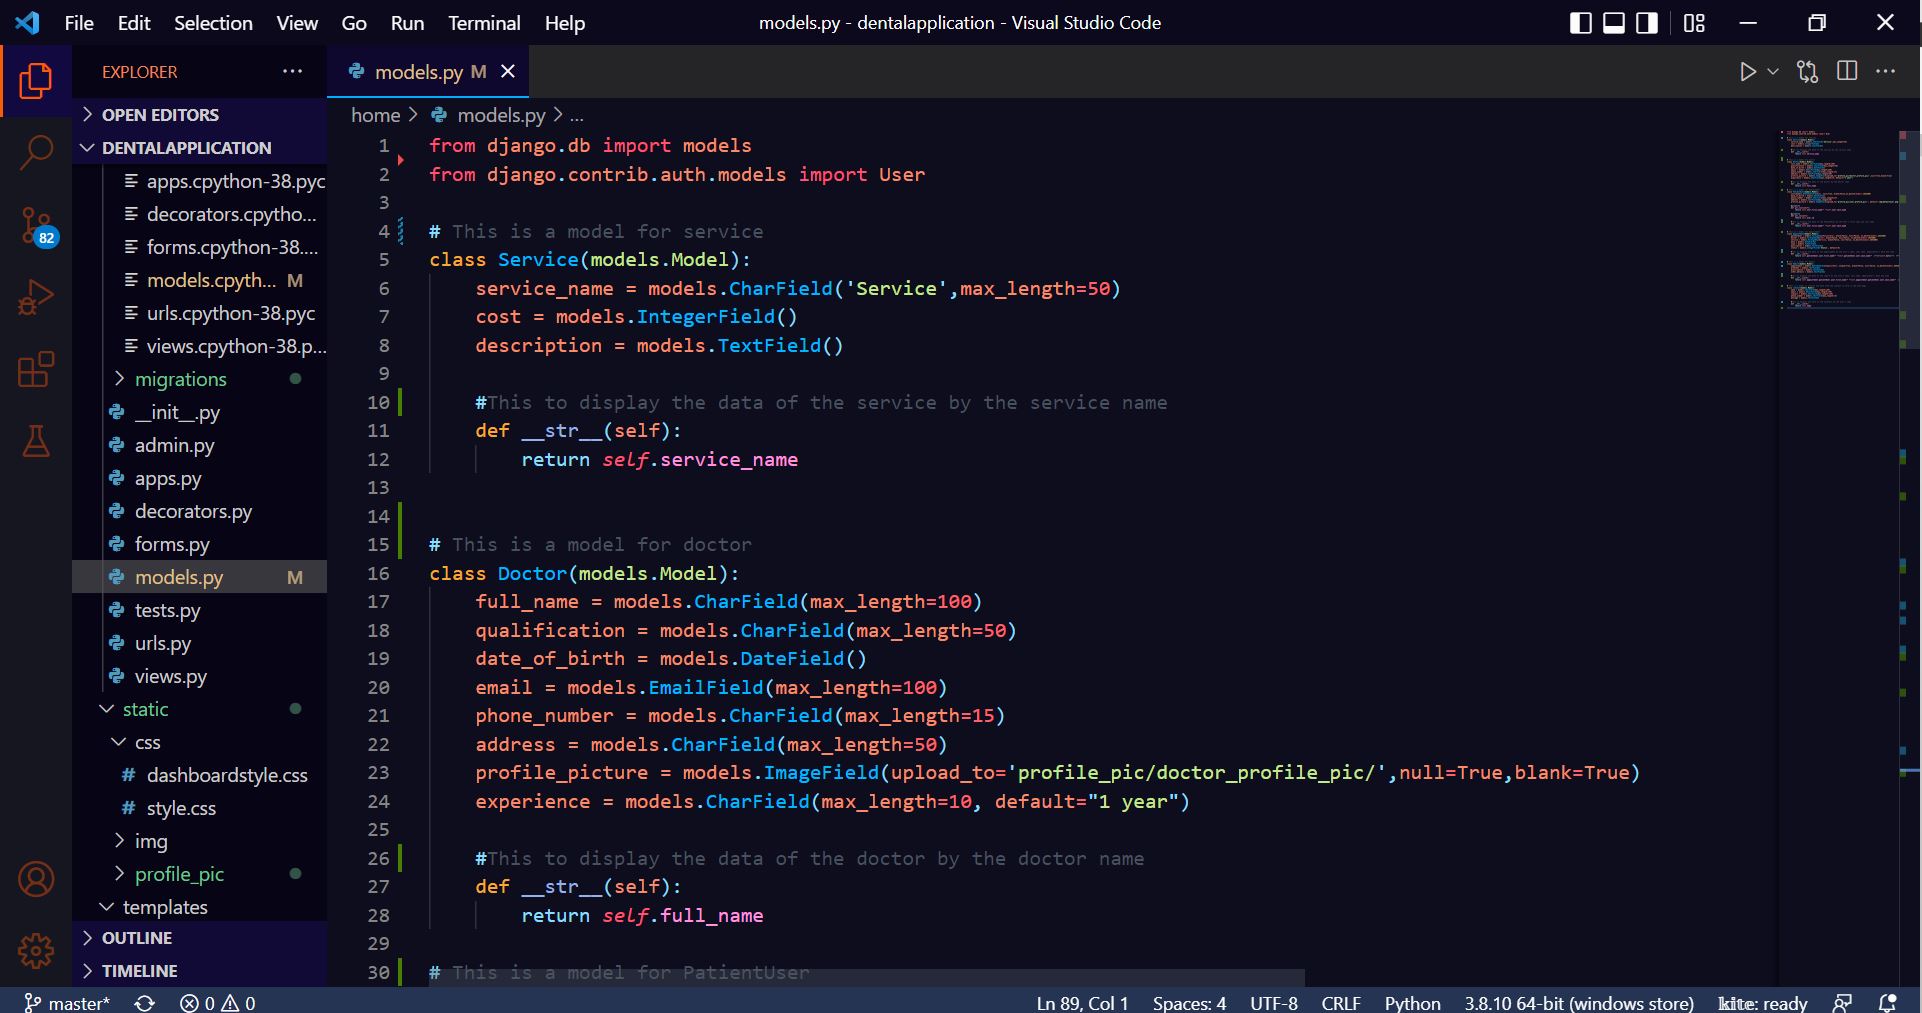 File Edit Selection View Go Run Terminal Help
models.py - dentalapplication - Visual Studio Code
EXPLORER
models.py M
OPEN EDITORS
DENTALAPPLICATION
apps.cpython-38.pyc
decorators.cpytho...
forms.cpython-38....
models.cpyth... M
urls.cpython-38.pyc
views.cpython-38.p...
migrations
__init__.py
admin.py
apps.py
decorators.py
forms.py
models.py M
tests.py
urls.py
views.py
static
css
# dashboardstyle.css
# style.css
img
profile_pic
templates
OUTLINE
TIMELINE
82
home > models.py > ...
1 from django.db import models
2 from django.contrib.auth.models import User
3
4 # This is a model for service
5 class Service(models.Model):
6     service_name = models.CharField('Service',max_length=50)
7     cost = models.IntegerField()
8     description = models.TextField()
9
10     #This to display the data of the service by the service name
11     def __str__(self):
12         return self.service_name
13
14
15 # This is a model for doctor
16 class Doctor(models.Model):
17     full_name = models.CharField(max_length=100)
18     qualification = models.CharField(max_length=50)
19     date_of_birth = models.DateField()
20     email = models.EmailField(max_length=100)
21     phone_number = models.CharField(max_length=15)
22     address = models.CharField(max_length=50)
23     profile_picture = models.ImageField(upload_to='profile_pic/doctor_profile_pic/',null=True,blank=True)
24     experience = models.CharField(max_length=10, default="1 year")
25
26     #This to display the data of the doctor by the doctor name
27     def __str__(self):
28         return self.full_name
29
30 # This is a model for PatientUser
master* 0 0 Ln 89, Col 1 Spaces: 4 UTF-8 CRLF Python 3.8.10 64-bit (windows store) kite: ready